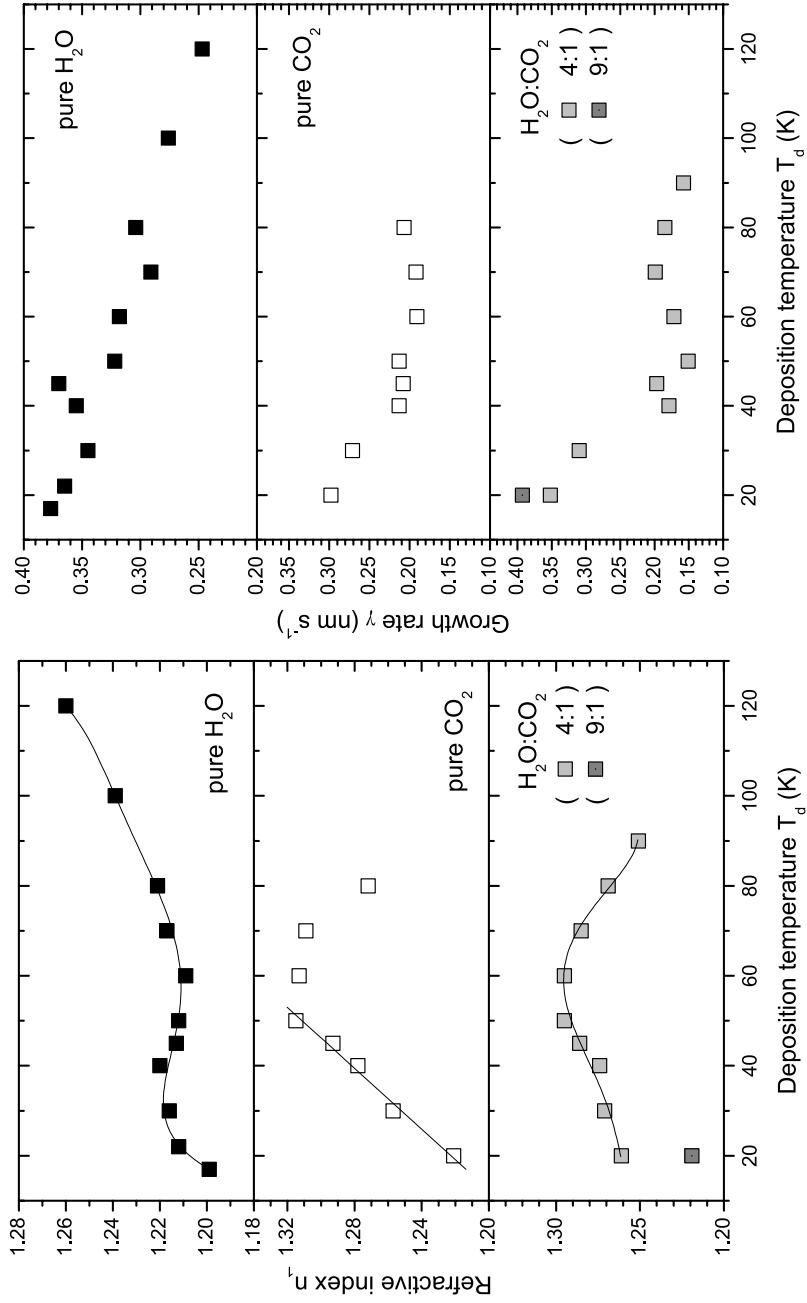 1.28
1.26
1.24
1.22
1.20
1.18
pure H2O
1.32
1.28
1.24
1.20
pure CO2
Refractive index n1
1.30
1.25
1.20
H2O:CO2
( 4:1 )
( 9:1 )
20 40 60 80 100 120
Deposition temperature Td (K)
0.40
0.35
0.30
0.25
0.20
pure H2O
0.30
0.25
0.20
0.15
0.10
pure CO2
Growth rate γ (nm s-1)
0.40
0.35
0.30
0.25
0.20
0.15
0.10
H2O:CO2
( 4:1 )
( 9:1 )
20 40 60 80 100 120
Deposition temperature Td (K)